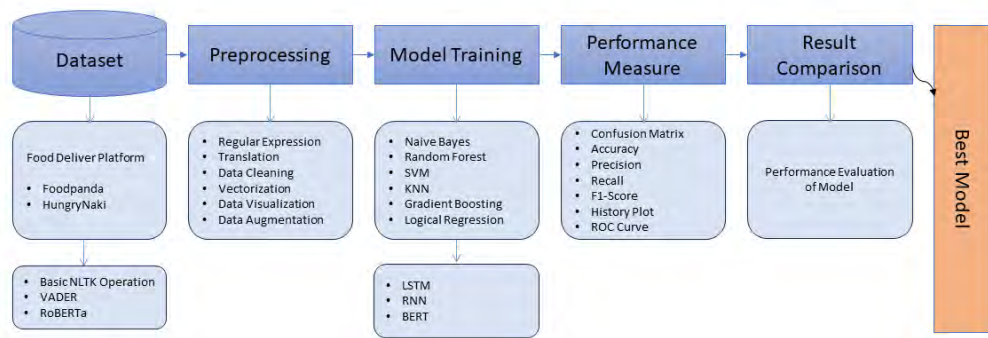 Dataset
Preprocessing
Model Training
Performance
Measure
Result
Comparison
Best Model
Food Deliver Platform
• Foodpanda
• HungryNaki
• Basic NLTK Operation
• VADER
• RoBERTa
• Regular Expression
• Translation
• Data Cleaning
• Vectorization
• Data Visualization
• Data Augmentation
• Naive Bayes
• Random Forest
• SVM
• KNN
• Gradient Boosting
• Logical Regression
• LSTM
• RNN
• BERT
• Confusion Matrix
• Accuracy
• Precision
• Recall
• F1-Score
• History Plot
• ROC Curve
Performance Evaluation
of Model